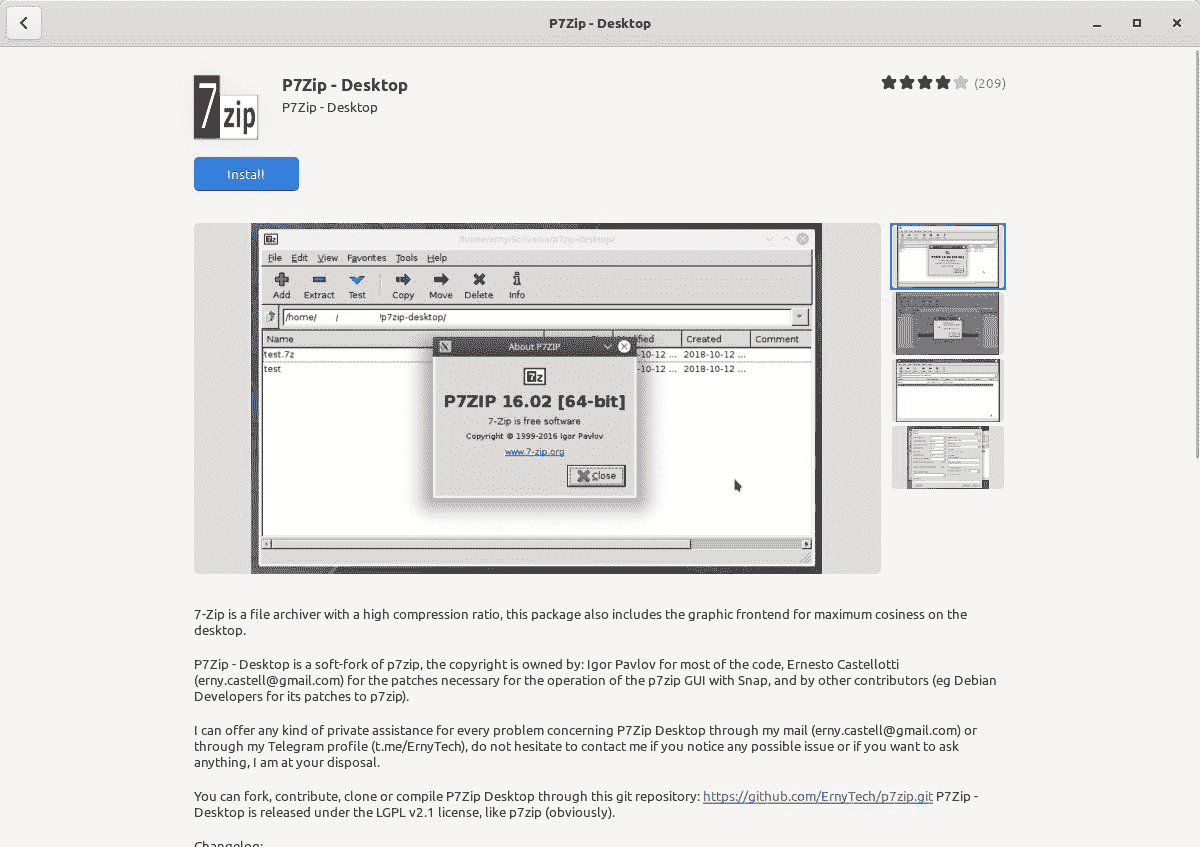 P7Zip - Desktop
7zip
P7Zip - Desktop
P7Zip - Desktop
(209)
Install
7z
/home/erny/Scrivania/p7zip-desktop/
File Edit View Favorites Tools Help
Add Extract Test Copy Move Delete Info
/home/ / !p7zip-desktop/
Name Created Comment
test.7z -10-12 ... 2018-10-12 ...
test -10-12 ... 2018-10-12 ...
About P7ZIP
7z
P7ZIP 16.02 [64-bit]
7-Zip is free software
Copyright © 1999-2016 Igor Pavlov
www.7-zip.org
Close
7-Zip is a file archiver with a high compression ratio, this package also includes the graphic frontend for maximum cosiness on the
desktop.
P7Zip - Desktop is a soft-fork of p7zip, the copyright is owned by: Igor Pavlov for most of the code, Ernesto Castellotti
(erny.castell@gmail.com) for the patches necessary for the operation of the p7zip GUI with Snap, and by other contributors (eg Debian
Developers for its patches to p7zip).
I can offer any kind of private assistance for every problem concerning P7Zip Desktop through my mail (erny.castell@gmail.com) or
through my Telegram profile (t.me/ErnyTech), do not hesitate to contact me if you notice any possible issue or if you want to ask
anything, I am at your disposal.
You can fork, contribute, clone or compile P7Zip Desktop through this git repository: https://github.com/ErnyTech/p7zip.git P7Zip -
Desktop is released under the LGPL v2.1 license, like p7zip (obviously).
Changelog: